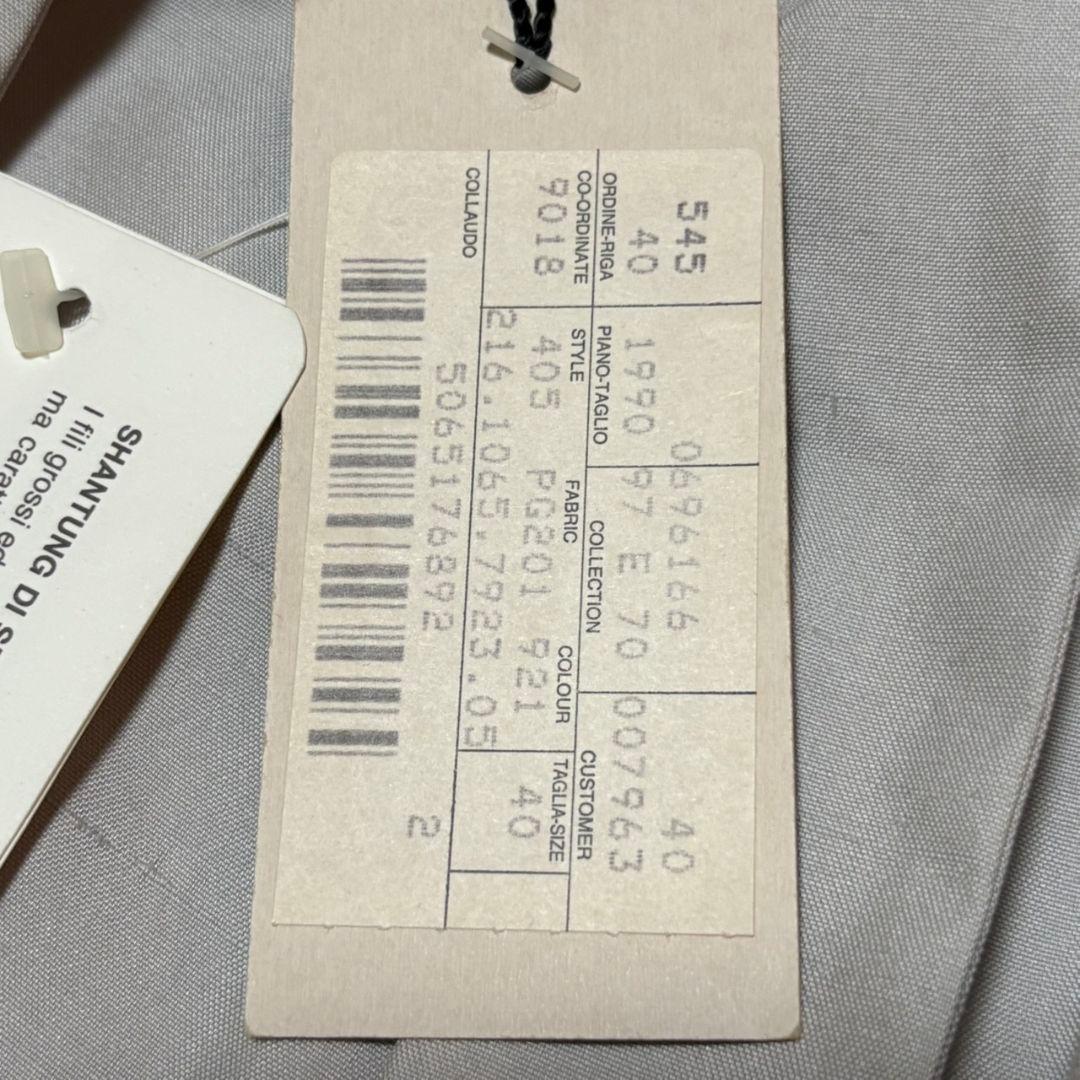 545 0696166 40
40 1990 97 E 70 007963
ORDINE-RIGA PIANO-TAGLIO COLLECTION CUSTOMER
CO-ORDINATE STYLE FABRIC COLOUR TAGLIA-SIZE
9018 405 PG201 921 40
216.1065.7923.05
COLLAUDO 5065176892 2
SHANTUNG DI
I fili grossi ed
ma